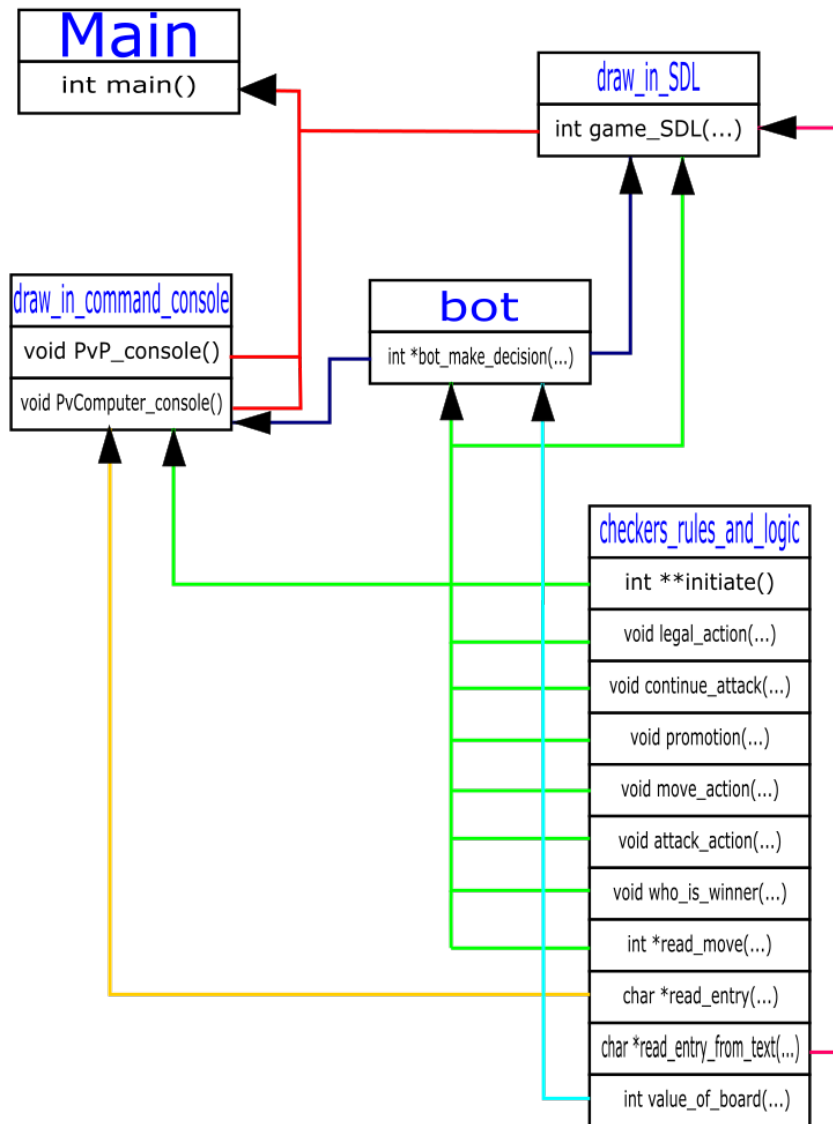 Main
int main()
draw_in_SDL
int game_SDL(...)
draw_in_command_console
void PvP_console()
void PvComputer_console()
bot
int *bot_make_decision(...)
checkers_rules_and_logic
int **initiate()
void legal_action(...)
void continue_attack(...)
void promotion(...)
void move_action(...)
void attack_action(...)
void who_is_winner(...)
int *read_move(...)
char *read_entry(...)
char *read_entry_from_text(...)
int value_of_board(...)